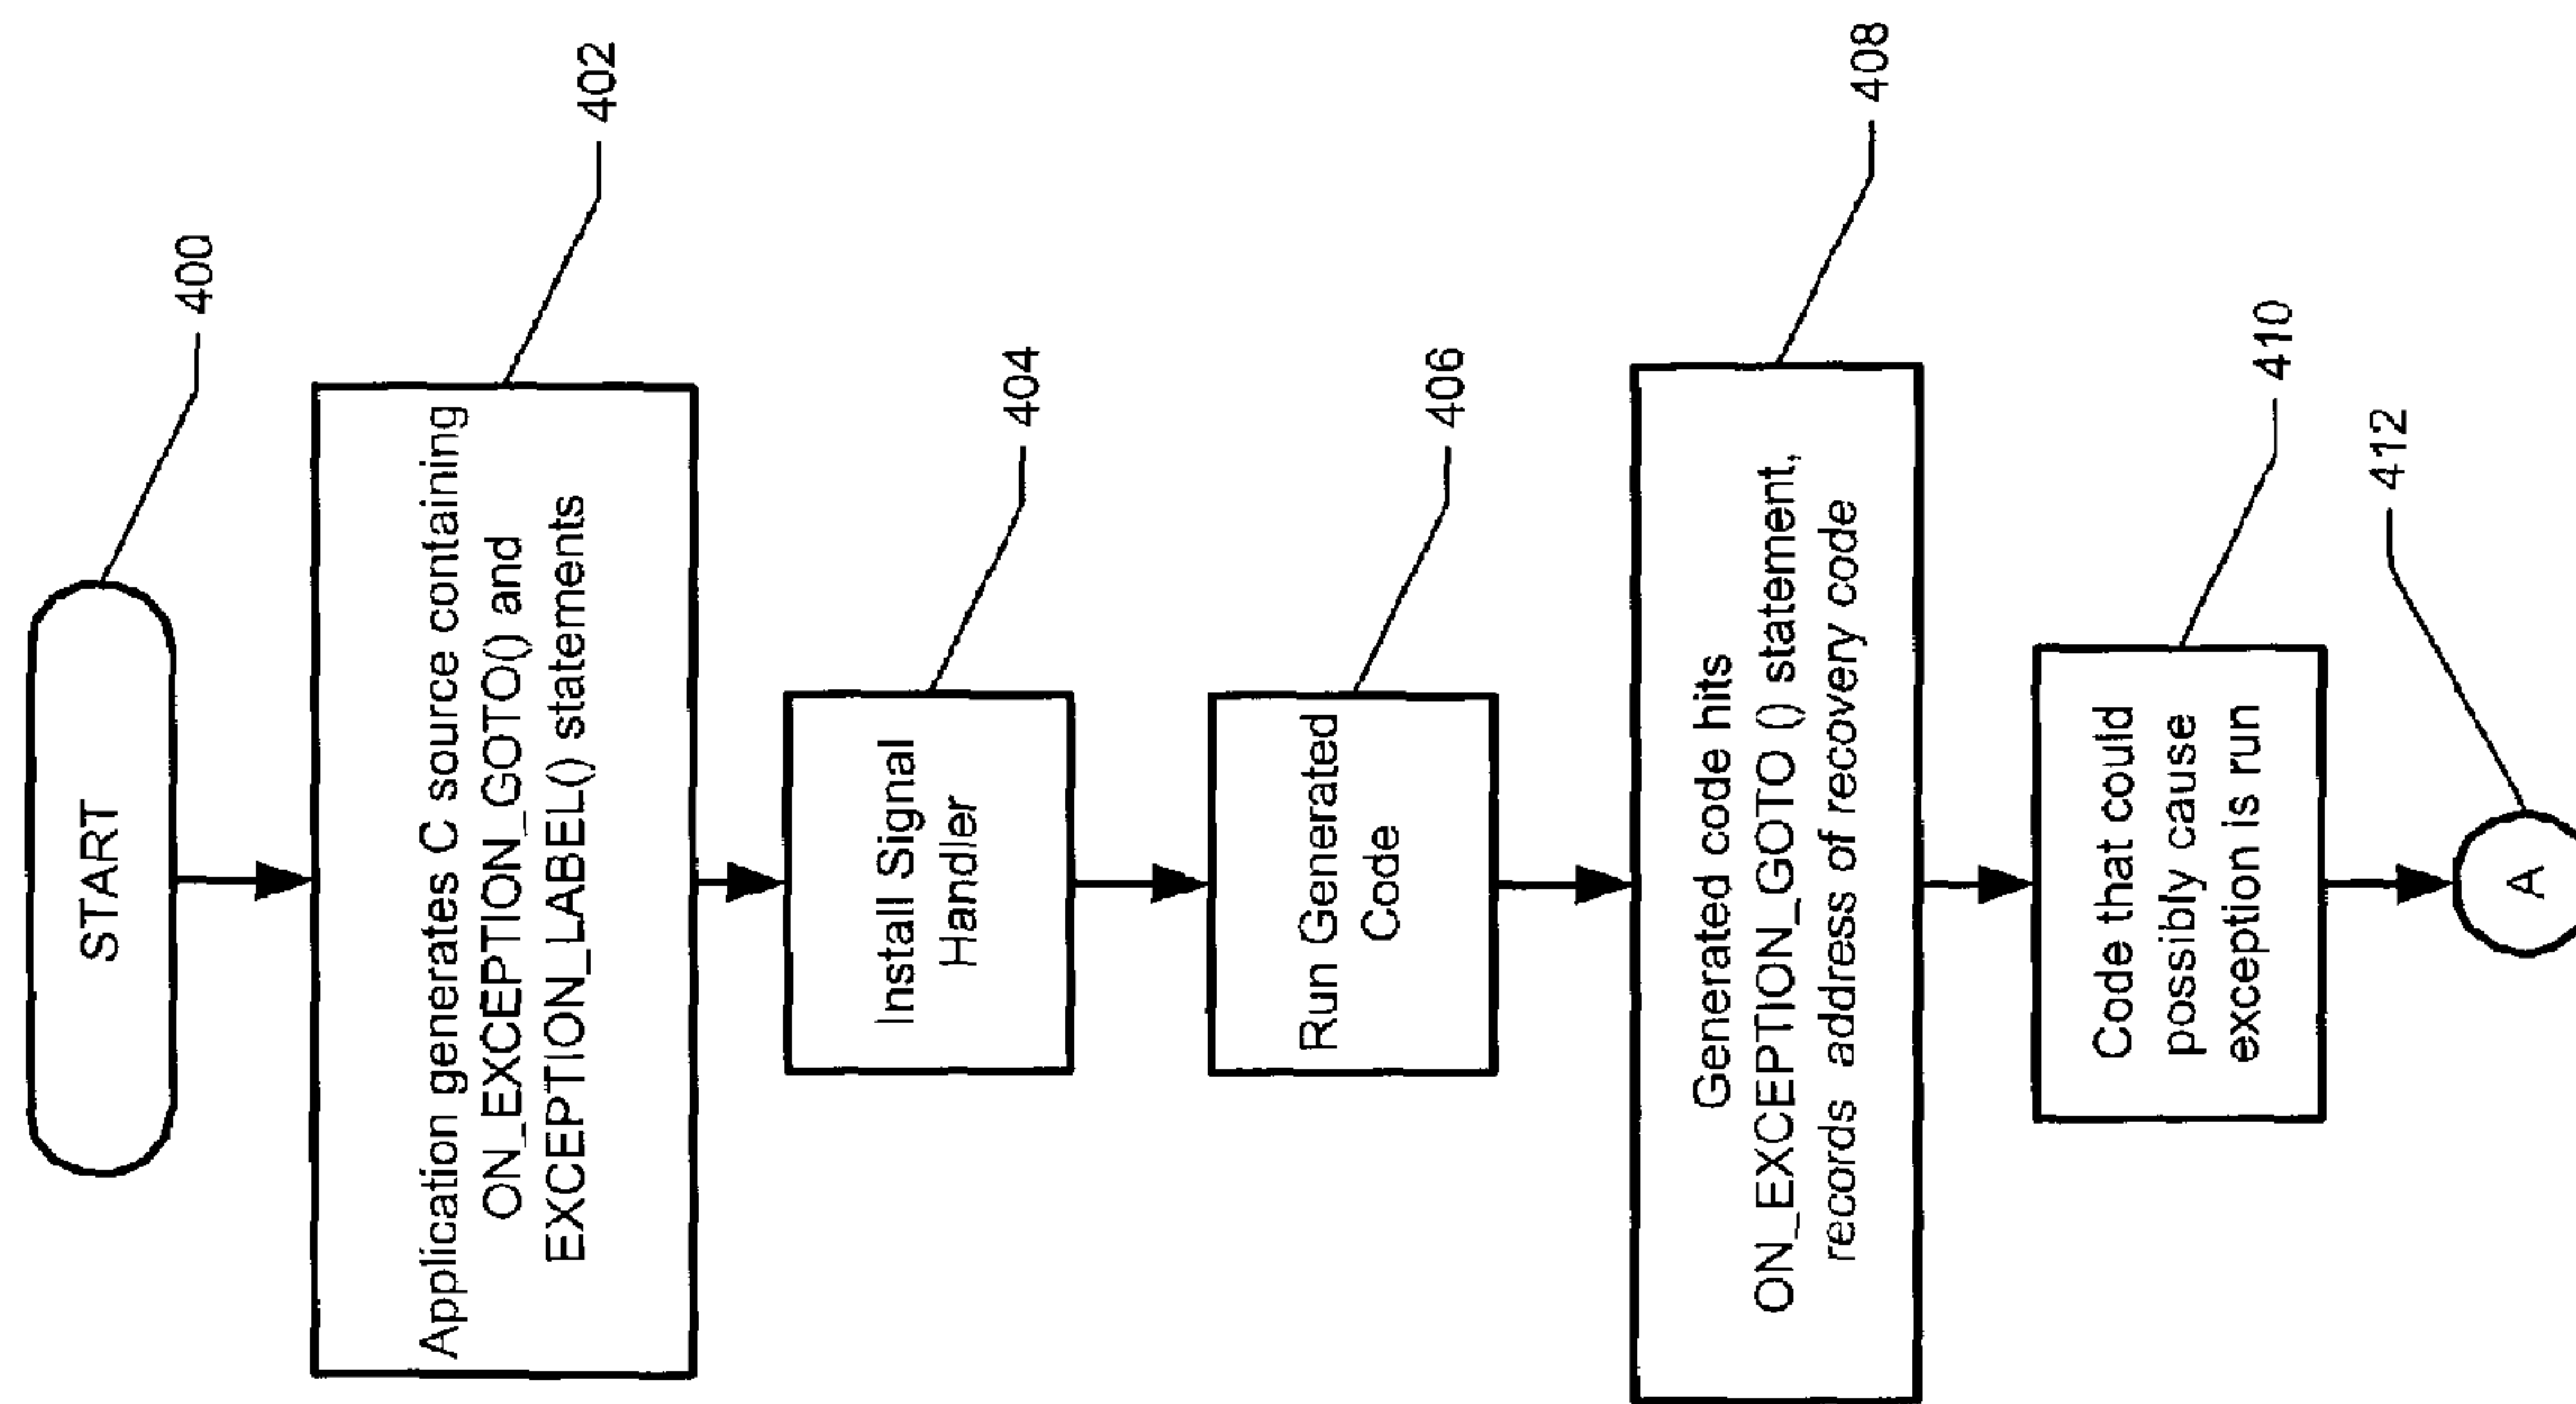 START
400
Application generates C source containing
ON_EXCEPTION_GOTO() and
EXCEPTION_LABEL() statements
402
Install Signal
Handler
404
Run Generated
Code
406
Generated code hits
ON_EXCEPTION_GOTO () statement,
records address of recovery code
408
Code that could
possibly cause
exception is run
410
A
412